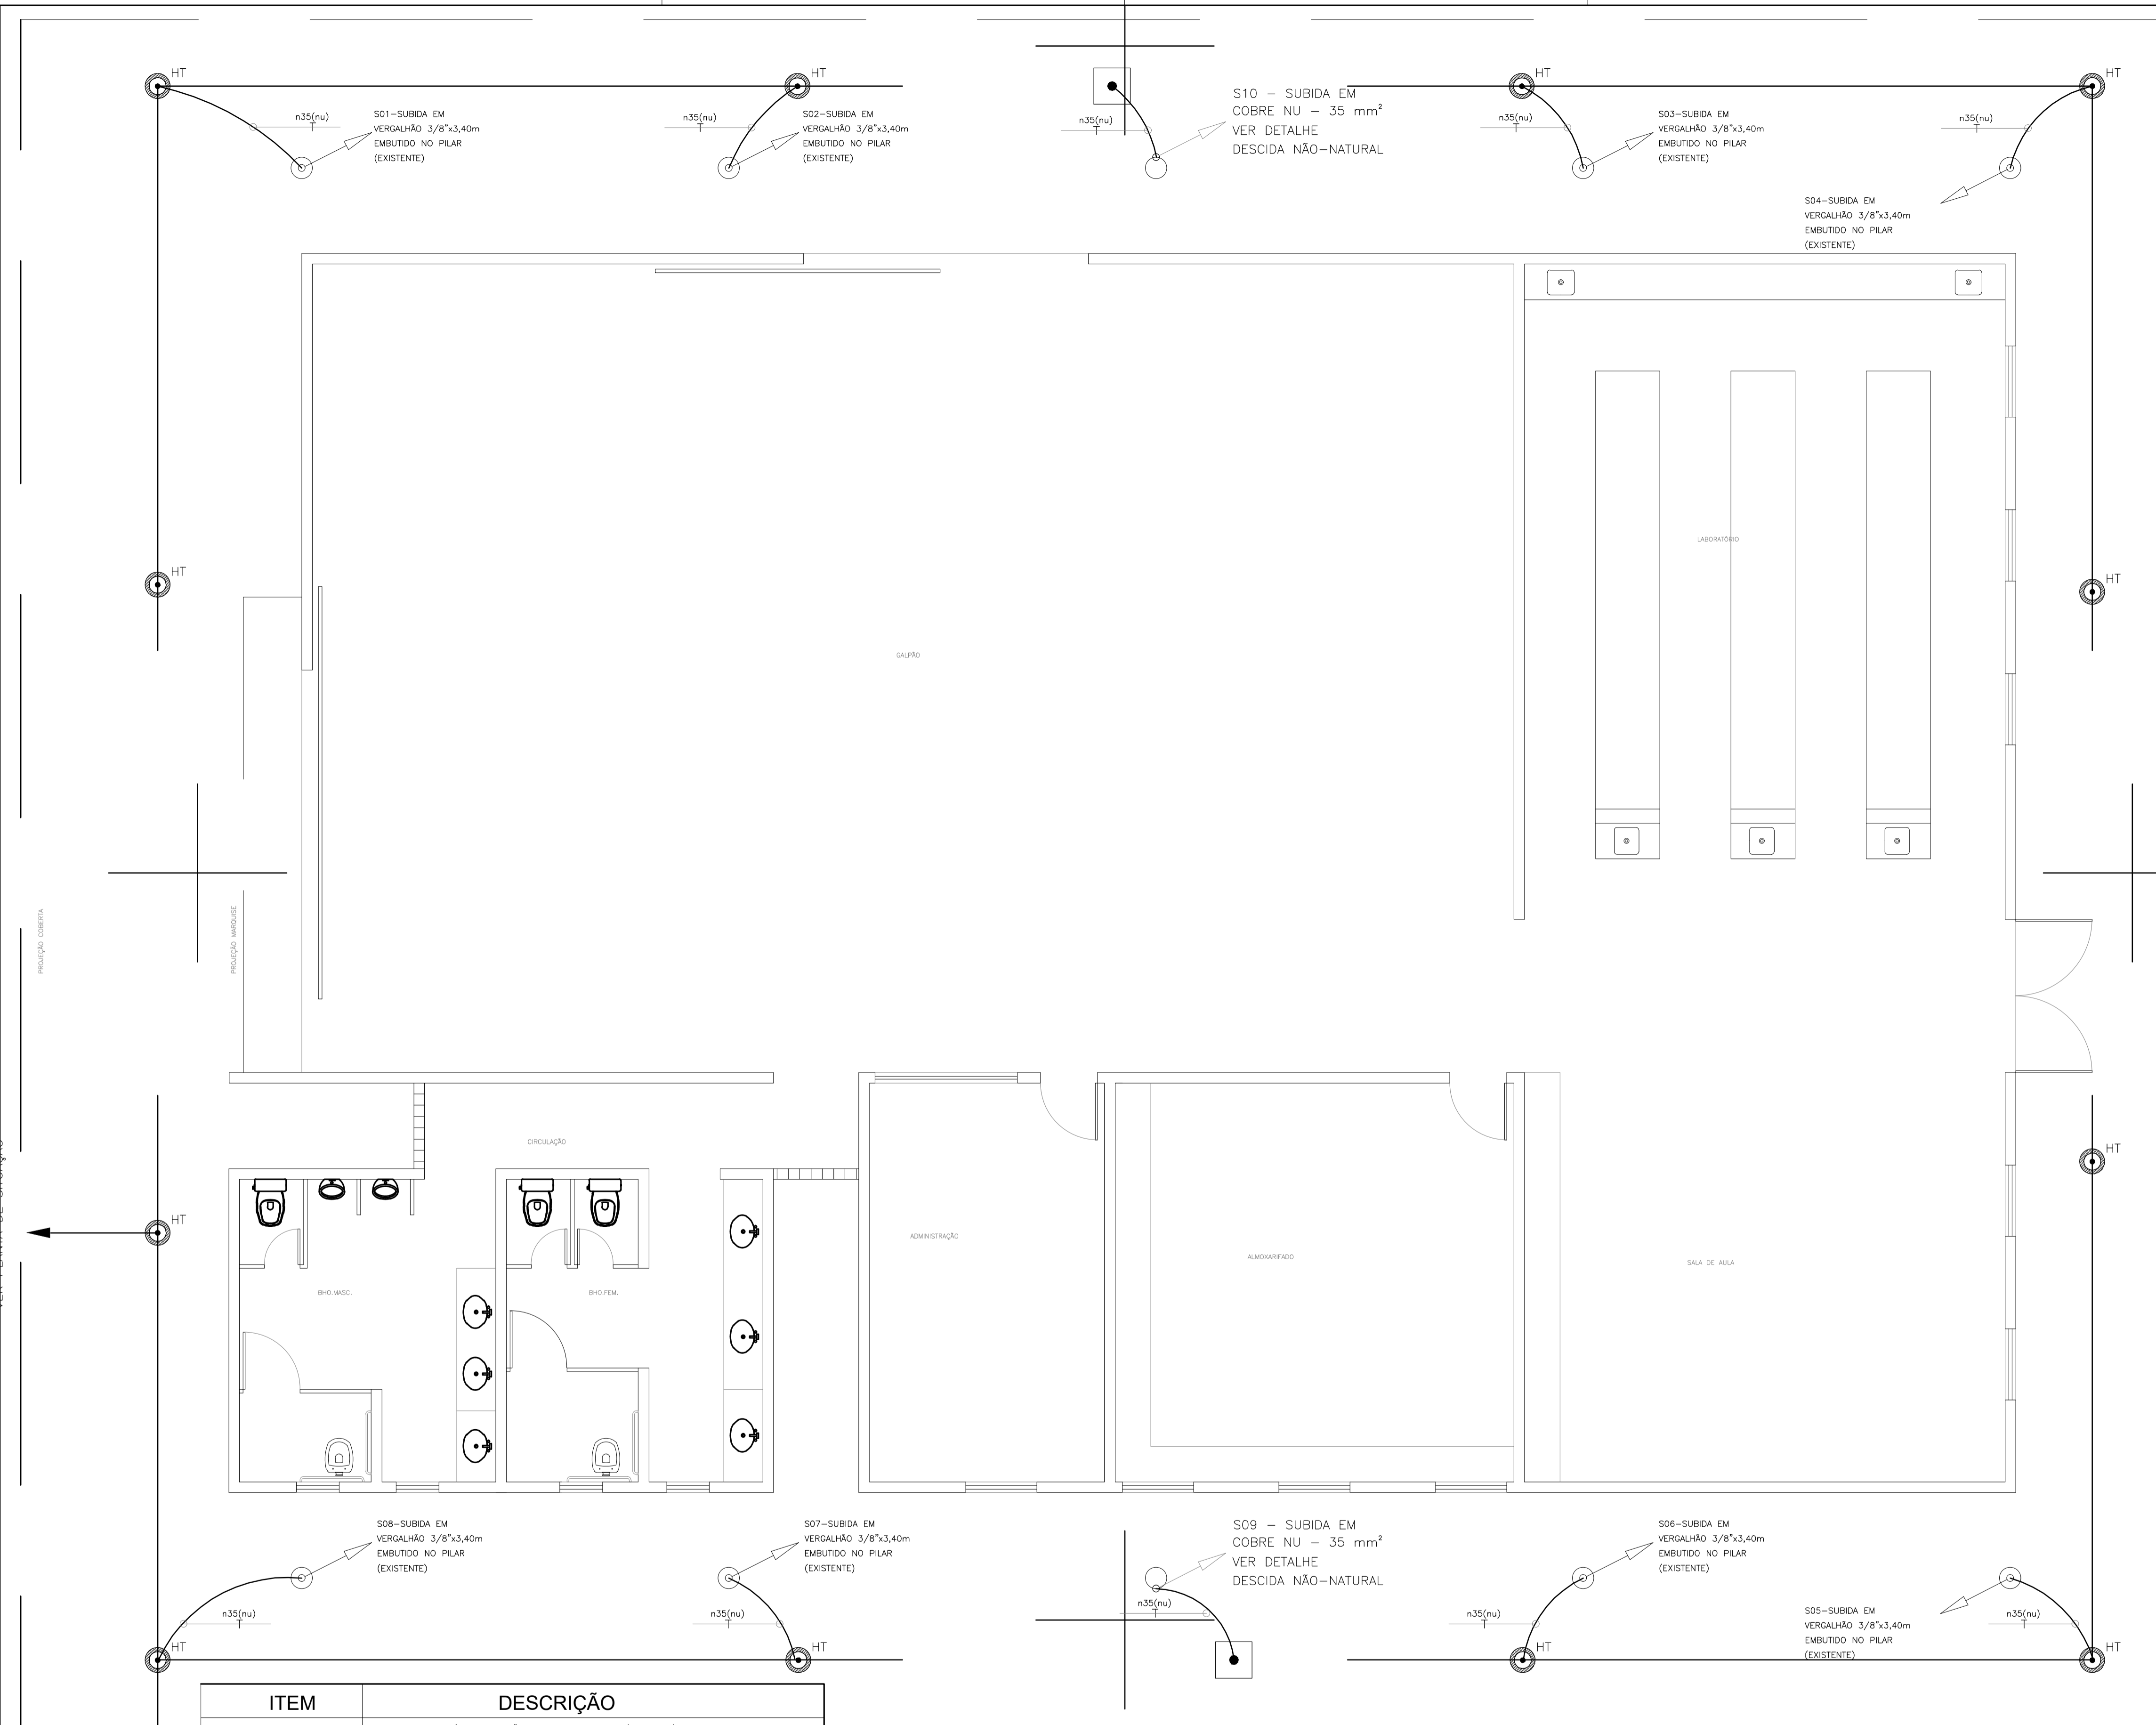 HT
HT
HT
HT
n35(nu)
S01-SUBIDA EM
VERGALHÃO 3/8"x3,40m
EMBUTIDO NO PILAR
(EXISTENTE)
n35(nu)
S02-SUBIDA EM
VERGALHÃO 3/8"x3,40m
EMBUTIDO NO PILAR
(EXISTENTE)
n35(nu)
S10 - SUBIDA EM
COBRE NU - 35 mm²
VER DETALHE
DESCIDA NÃO-NATURAL
n35(nu)
S03-SUBIDA EM
VERGALHÃO 3/8"x3,40m
EMBUTIDO NO PILAR
(EXISTENTE)
n35(nu)
S04-SUBIDA EM
VERGALHÃO 3/8"x3,40m
EMBUTIDO NO PILAR
(EXISTENTE)
LABORATÓRIO
HT
HT
GALPÃO
PROJEÇÃO COBERTA
PROJEÇÃO MARQUISE
CIRCULAÇÃO
HT
HT
ADMINISTRAÇÃO
ALMOXARIFADO
SALA DE AULA
BHO.MASC.
BHO.FEM.
S08-SUBIDA EM
VERGALHÃO 3/8"x3,40m
EMBUTIDO NO PILAR
(EXISTENTE)
n35(nu)
S07-SUBIDA EM
VERGALHÃO 3/8"x3,40m
EMBUTIDO NO PILAR
(EXISTENTE)
n35(nu)
S09 - SUBIDA EM
COBRE NU - 35 mm²
VER DETALHE
DESCIDA NÃO-NATURAL
n35(nu)
S06-SUBIDA EM
VERGALHÃO 3/8"x3,40m
EMBUTIDO NO PILAR
(EXISTENTE)
n35(nu)
S05-SUBIDA EM
VERGALHÃO 3/8"x3,40m
EMBUTIDO NO PILAR
(EXISTENTE)
n35(nu)
HT
HT
HT
HT
ITEM DESCRIÇÃO